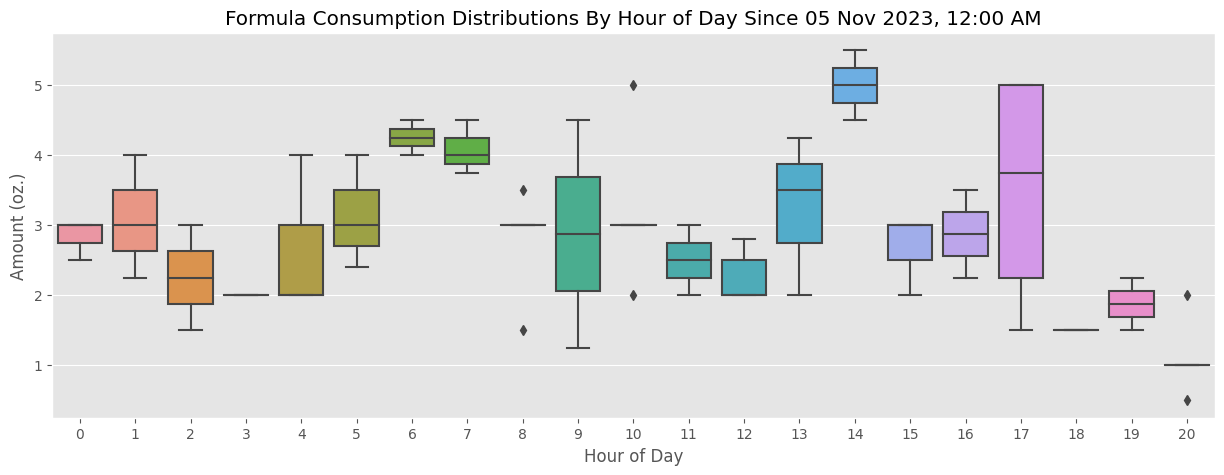 Formula Consumption Distributions By Hour of Day Since 05 Nov 2023, 12:00 AM
Amount (oz.)
5
4
3
2
1
0 1 2 3 4 5 6 7 8 9 10 11 12 13 14 15 16 17 18 19 20
Hour of Day